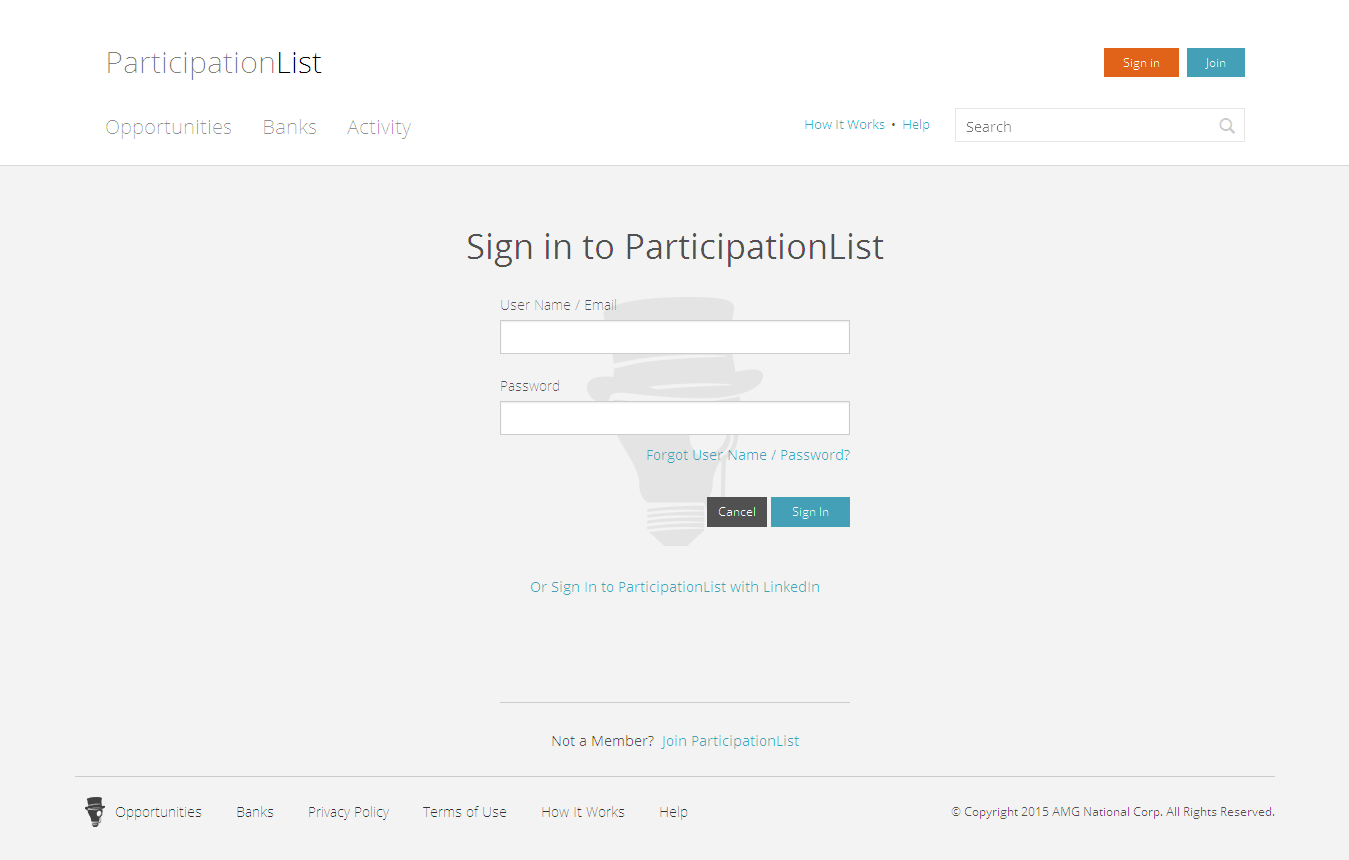 ParticipationList
Sign in
Join
Opportunities Banks Activity
How It Works • Help
Search
Sign in to ParticipationList
User Name / Email
Password
Forgot User Name / Password?
Cancel
Sign In
Or Sign In to ParticipationList with LinkedIn
Not a Member? Join ParticipationList
Opportunities Banks Privacy Policy Terms of Use How It Works Help
© Copyright 2015 AMG National Corp. All Rights Reserved.